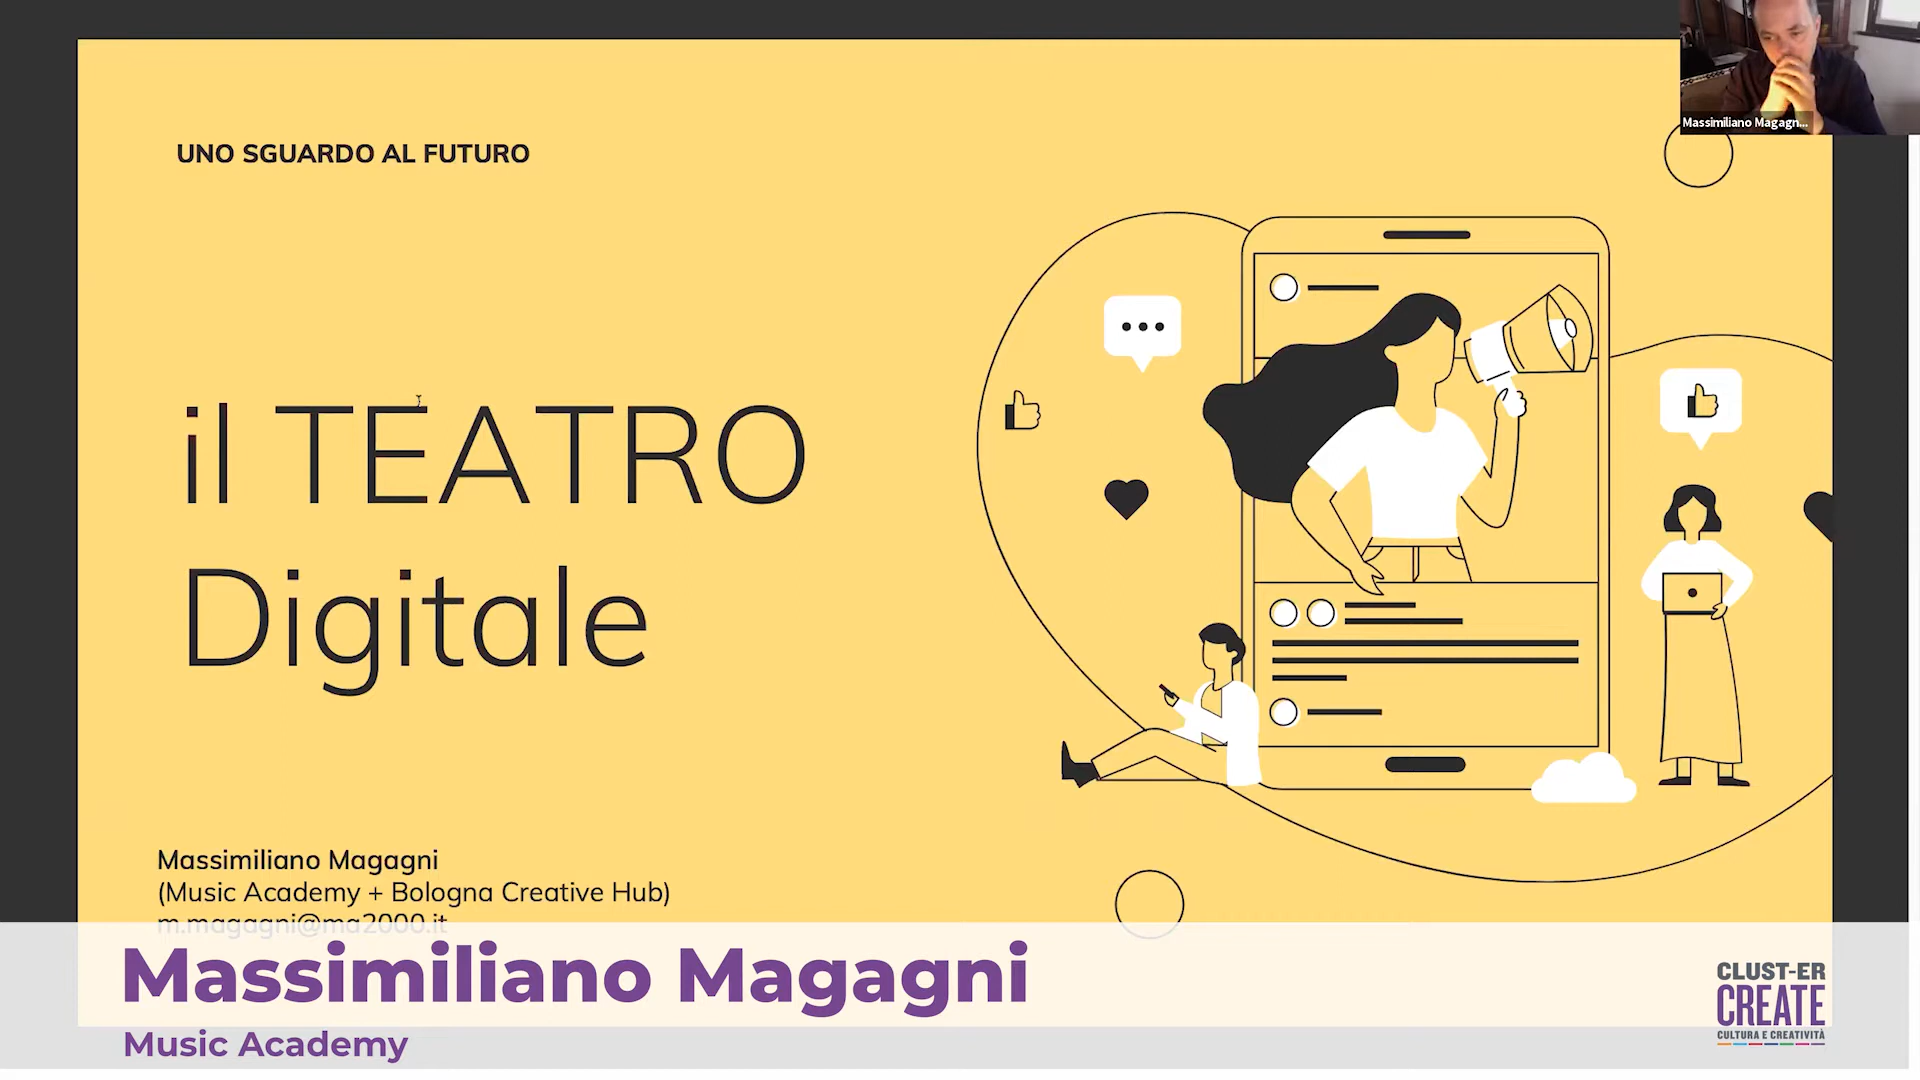 Massimiliano Magagn...
UNO SGUARDO AL FUTURO
il TEATRO
Digitale
Massimiliano Magagni
(Music Academy + Bologna Creative Hub)
m.magagni@ma2000.it
Massimiliano Magagni
Music Academy
CLUST-ER
CREATE
CULTURA E CREATIVITÀ